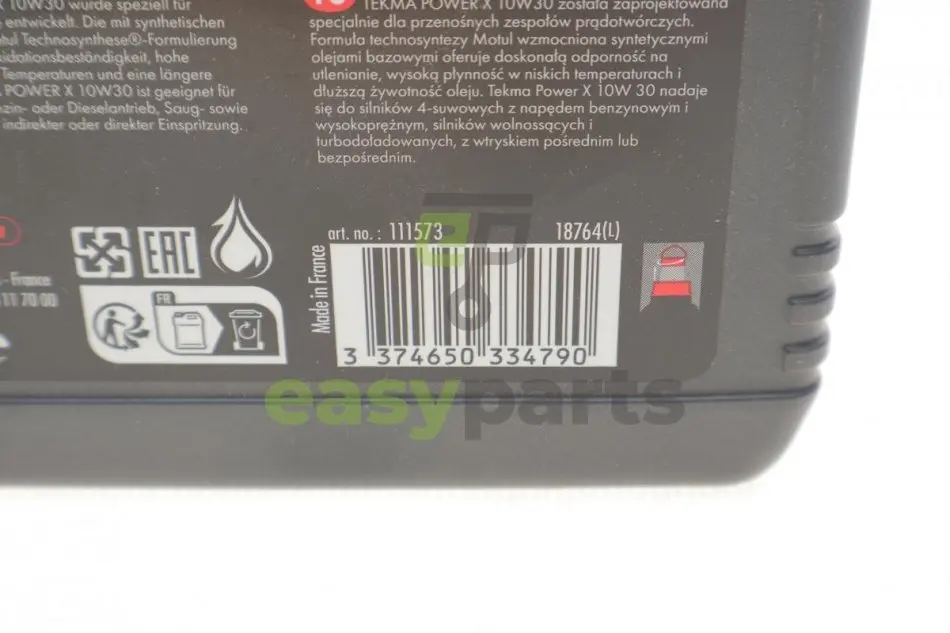 X 10W30 wurde speziell für
entwickelt. Die mit synthetischen
Technosynthese®-Formulierung
hohe
Temperaturen und eine längere
POWER X 10W30 ist geeignet für
oder Dieselantrieb, Saug- sowie
indirekter oder direkter Einspritzung.
TEKMA POWER X 10W30 została zaprojektowana
specjalnie dla przenośnych zespołów prądotwórczych.
Formuła technosyntezy Motul wzmocniona syntetycznymi
olejami bazowymi oferuje doskonałą odporność na
utlenianie, wysoką płynność w niskich temperaturach i
dłuższą żywotność oleju. Tekma Power X 10W 30 nadaje
się do silników 4-suwowych z napędem benzynowym i
wysokoprężnym, silników wolnossących i
turbodoładowanych, z wtryskiem pośrednim lub
bezpośrednim.
EAC
- France
11 70 00
FR
art. no. : 111573
18764(L)
Made in France
3 374650 334790
easyparts